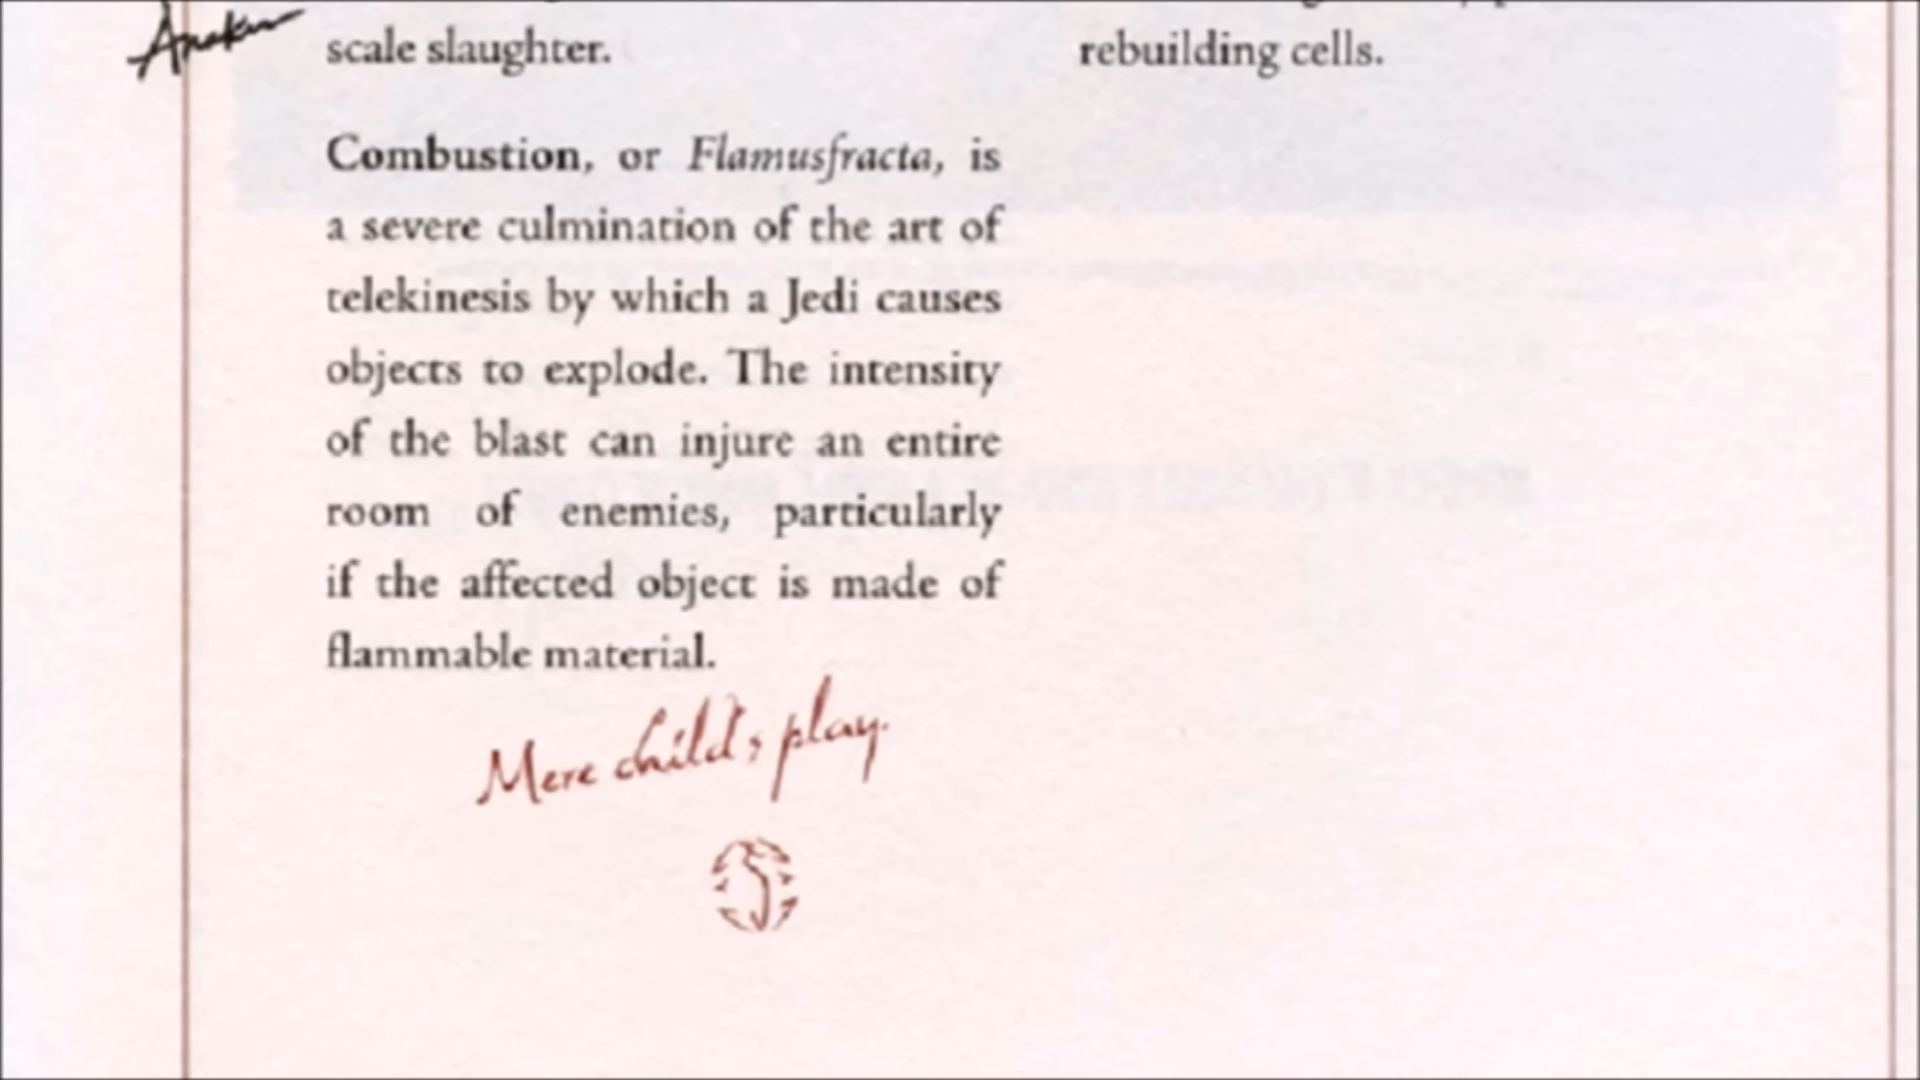 Anakin
scale slaughter.
Combustion, or Flamusfracta, is
a severe culmination of the art of
telekinesis by which a Jedi causes
objects to explode. The intensity
of the blast can injure an entire
room of enemies, particularly
if the affected object is made of
flammable material.
Mere child's play.
S
rebuilding cells.